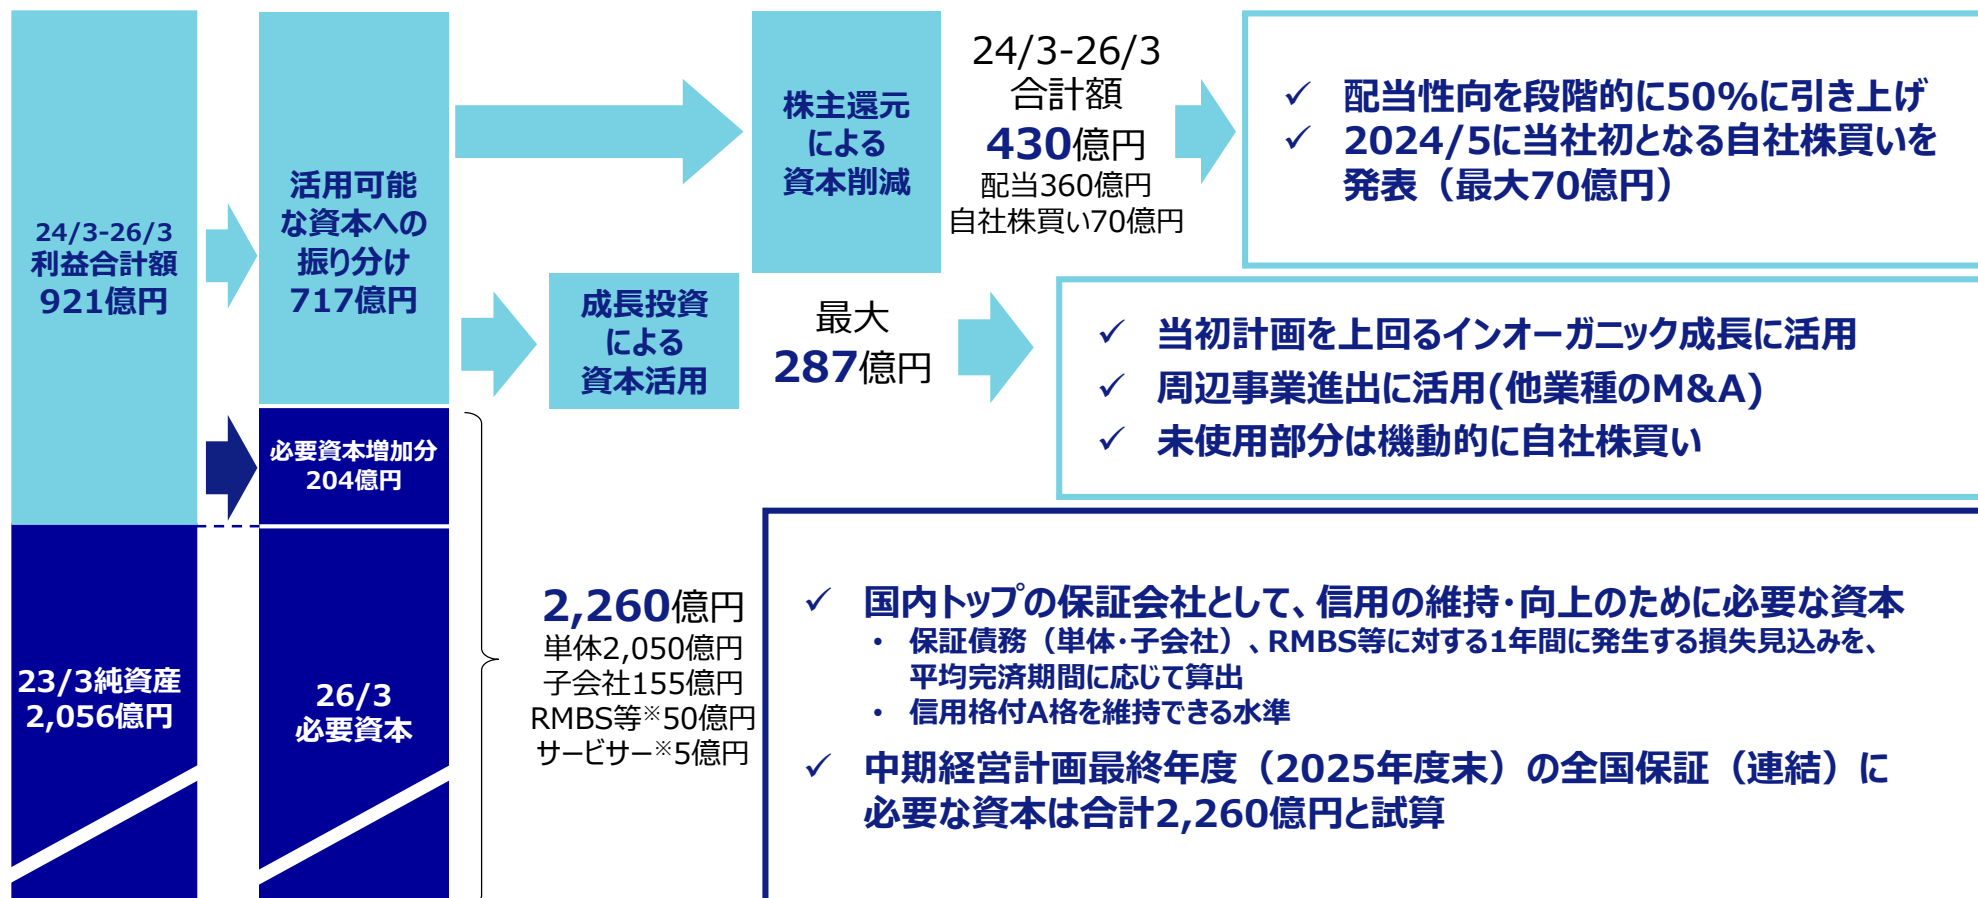 24/3-26/3
利益合計額
921億円
23/3純資産
2,056億円
活用可能
な資本への
振り分け
717億円
必要資本増加分
204億円
26/3
必要資本
株主還元
による
資本削減
24/3-26/3
合計額
430億円
配当360億円
自社株買い70億円
✓ 配当性向を段階的に50%に引き上げ
✓ 2024/5に当社初となる自社株買いを
発表（最大70億円）
成長投資
による
資本活用
最大
287億円
✓ 当初計画を上回るインオーガニック成長に活用
✓ 周辺事業進出に活用(他業種のM&A)
✓ 未使用部分は機動的に自社株買い
2,260億円
単体2,050億円
子会社155億円
RMBS等※50億円
サービサー※5億円
✓ 国内トップの保証会社として、信用の維持・向上のために必要な資本
・ 保証債務（単体・子会社）、RMBS等に対する1年間に発生する損失見込みを、
平均完済期間に応じて算出
・ 信用格付A格を維持できる水準
✓ 中期経営計画最終年度（2025年度末）の全国保証（連結）に
必要な資本は合計2,260億円と試算